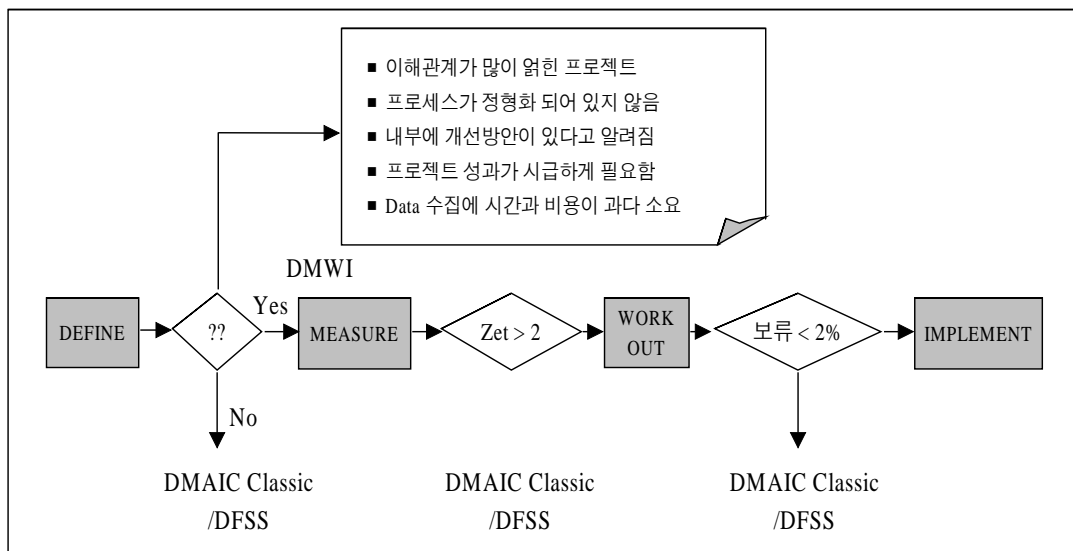 ■ 이해관계가 많이 얽힌 프로젝트
■ 프로세스가 정형화 되어 있지 않음
■ 내부에 개선방안이 있다고 알려짐
■ 프로젝트 성과가 시급하게 필요함
■ Data 수집에 시간과 비용이 과다 소요
DMWI
DEFINE
??
Yes
MEASURE
Zet > 2
WORK
OUT
보류 < 2%
IMPLEMENT
No
DMAIC Classic
/DFSS
DMAIC Classic
/DFSS
DMAIC Classic
/DFSS